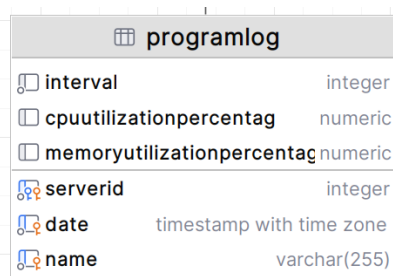 programlog
interval integer
cpuutilizationpercentag numeric
memoryutilizationpercentag numeric
serverid integer
date timestamp with time zone
name varchar(255)